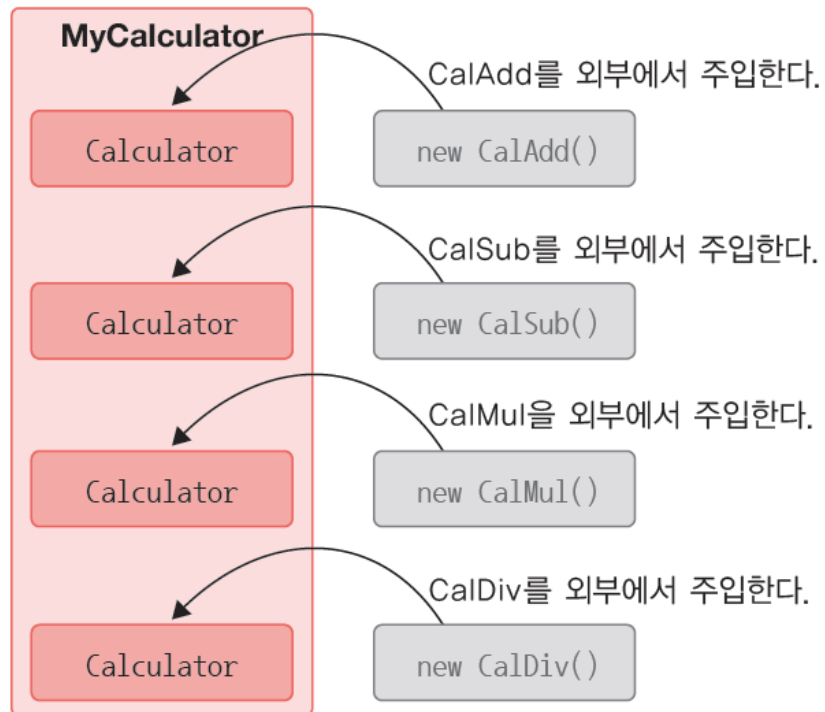 MyCalculator
CalAdd를 외부에서 주입한다.
Calculator
new CalAdd()
CalSub를 외부에서 주입한다.
Calculator
new CalSub()
CalMul을 외부에서 주입한다.
Calculator
new CalMul()
CalDiv를 외부에서 주입한다.
Calculator
new CalDiv()